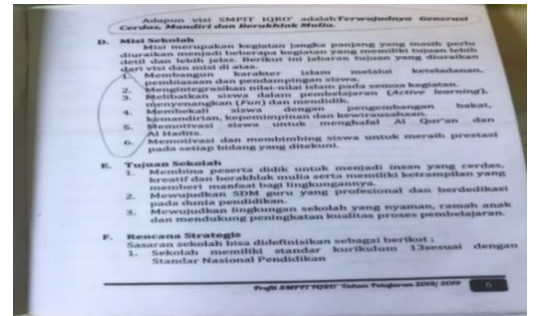 Adapun visi SMPIT IQRO' adalah Terwujudnya Generasi
Cerdas, Mandiri dan Berakhlak Mulia.
D. Misi Sekolah
Misi merupakan kegiatan jangka panjang yang masih perlu
diuraikan menjadi beberapa kegiatan yang memiliki tujuan lebih
detil dan lebih jelas. Berikut ini jabaran tujuan yang diuraikan
dari visi dan misi di atas.
1. Membangun karakter islam melalui keteladanan,
pembiasaan dan pendampingan siswa.
2. Mengintegrasikan nilai-nilai islam pada semua kegiatan.
3. Melibatkan siswa dalam pembelajaran (Active learning),
menyenangkan (Fun) dan mendidik.
4. Membekali siswa dengan pengembangan bakat,
kemandirian, kepemimpinan dan kewirausahaan.
5. Memotivasi siswa untuk menghafal Al Qur'an dan
Al Hadits.
6. Memotivasi dan membimbing siswa untuk meraih prestasi
pada setiap bidang yang ditekuni.
E. Tujuan Sekolah
1. Membina peserta didik untuk menjadi insan yang cerdas,
kreatif dan berakhlak mulia serta memiliki ketrampilan yang
memberi manfaat bagi lingkungannya.
2. Mewujudkan SDM guru yang profesional dan berdedikasi
pada dunia pendidikan.
3. Mewujudkan lingkungan sekolah yang nyaman, ramah anak
dan mendukung peningkatan kualitas proses pembelajaran.
F. Rencana Strategis
Sasaran sekolah bisa didefinisikan sebagai berikut ;
1. Sekolah memiliki standar kurikulum 13sesuai dengan
Standar Nasional Pendidikan
Profil SMPIT IQRO' Tahun Pelajaran 2018/ 2019 5